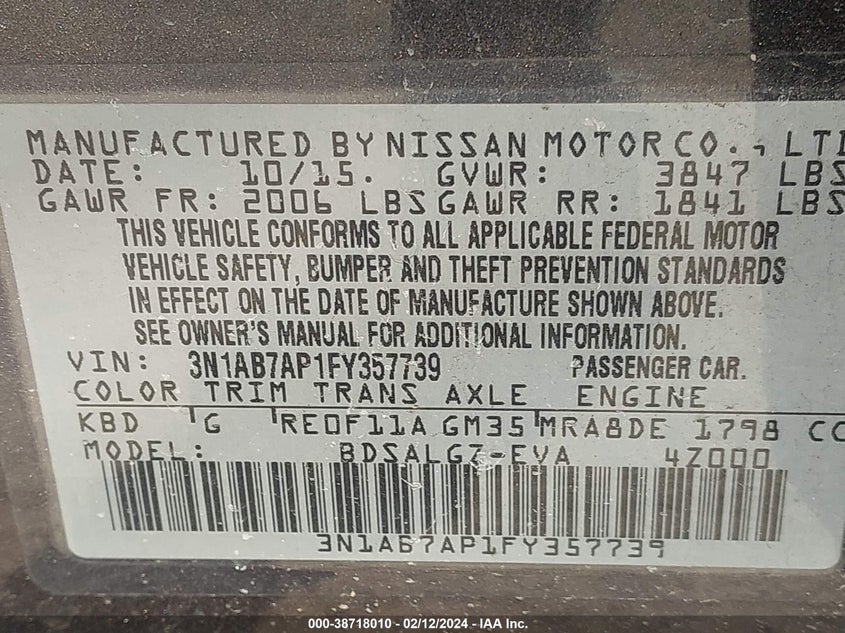 MANUFACTURED BY NISSAN MOTOR CO., LTD
DATE: 10/15. GVWR: 3847 LBS
GAWR FR: 2006 LBS GAWR RR: 1841 LBS
THIS VEHICLE CONFORMS TO ALL APPLICABLE FEDERAL MOTOR
VEHICLE SAFETY, BUMPER AND THEFT PREVENTION STANDARDS
IN EFFECT ON THE DATE OF MANUFACTURE SHOWN ABOVE.
SEE OWNER'S MANUAL FOR ADDITIONAL INFORMATION.
VIN: 3N1AB7AP1FY357739 PASSENGER CAR.
COLOR TRIM TRANS AXLE ENGINE
KBD G RE0F11A GM35 MRA8DE 1798 CC
MODEL: BDSALGZ-EVA 4Z000
3N1AB7AP1FY357739
000-38718010 - 02/12/2024 - IAA Inc.